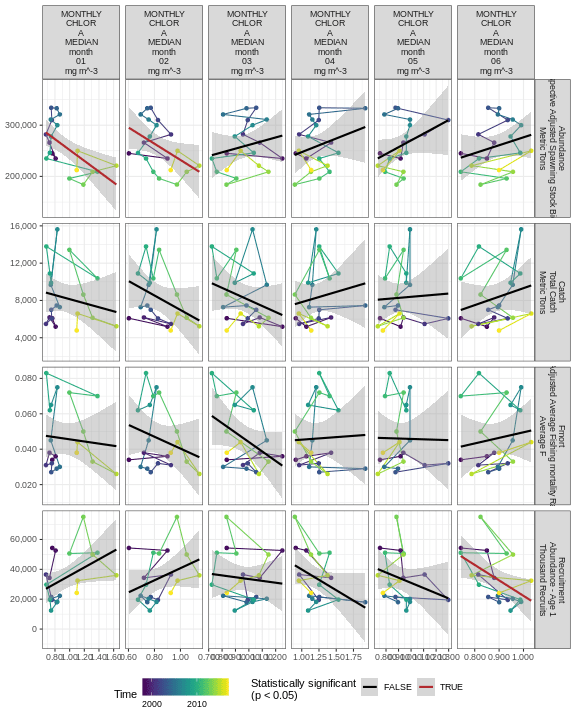 MONTHLY
CHLOR
A
MEDIAN
month
01
mg m^-3
MONTHLY
CHLOR
A
MEDIAN
month
02
mg m^-3
MONTHLY
CHLOR
A
MEDIAN
month
03
mg m^-3
MONTHLY
CHLOR
A
MEDIAN
month
04
mg m^-3
MONTHLY
CHLOR
A
MEDIAN
month
05
mg m^-3
MONTHLY
CHLOR
A
MEDIAN
month
06
mg m^-3
300,000
200,000
Abundance
Adjusted Spawning Stock
Metric Tons
16,000
12,000
8,000
4,000
Catch
Total Catch
Metric Tons
0.080
0.060
0.040
0.020
Fmort
Average Fishing mortality
Average F
60,000
40,000
20,000
0
Recruitment
Abundance - Age 1
Thousand Recruits
0.80 1.00 1.20 1.40 1.60
0.60 0.80 1.00
1.00 1.25 1.50 1.75
0.800 0.900 1.000
Time
2000 2010
Statistically significant
(p < 0.05)
FALSE TRUE